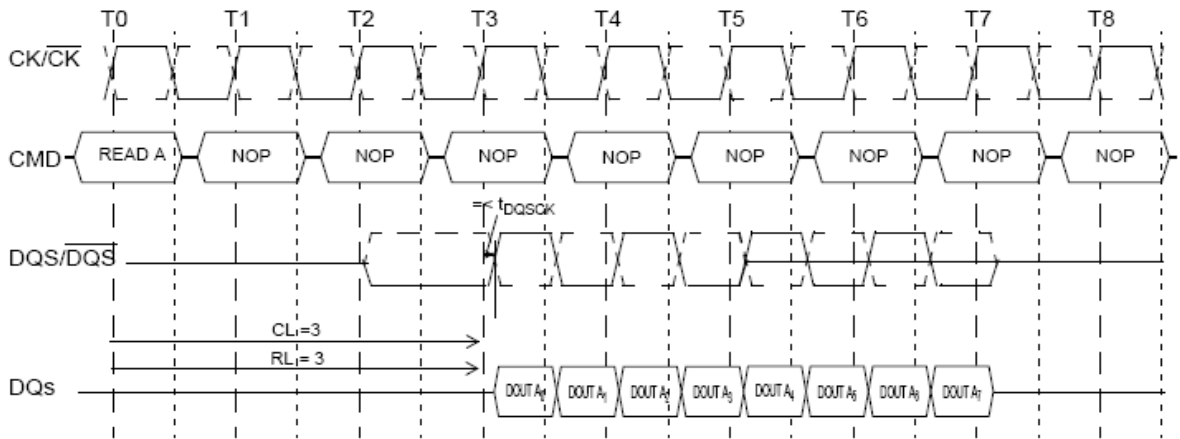 T0 T1 T2 T3 T4 T5 T6 T7 T8
CK/C̅K̅
CMD READ A NOP NOP NOP NOP NOP NOP NOP NOP
=< tDQSCK
DQS/D̅Q̅S̅
CL =3
RL = 3
DQs DOUT A0 DOUT A1 DOUT A2 DOUT A3 DOUT A4 DOUT A5 DOUT A6 DOUT A7